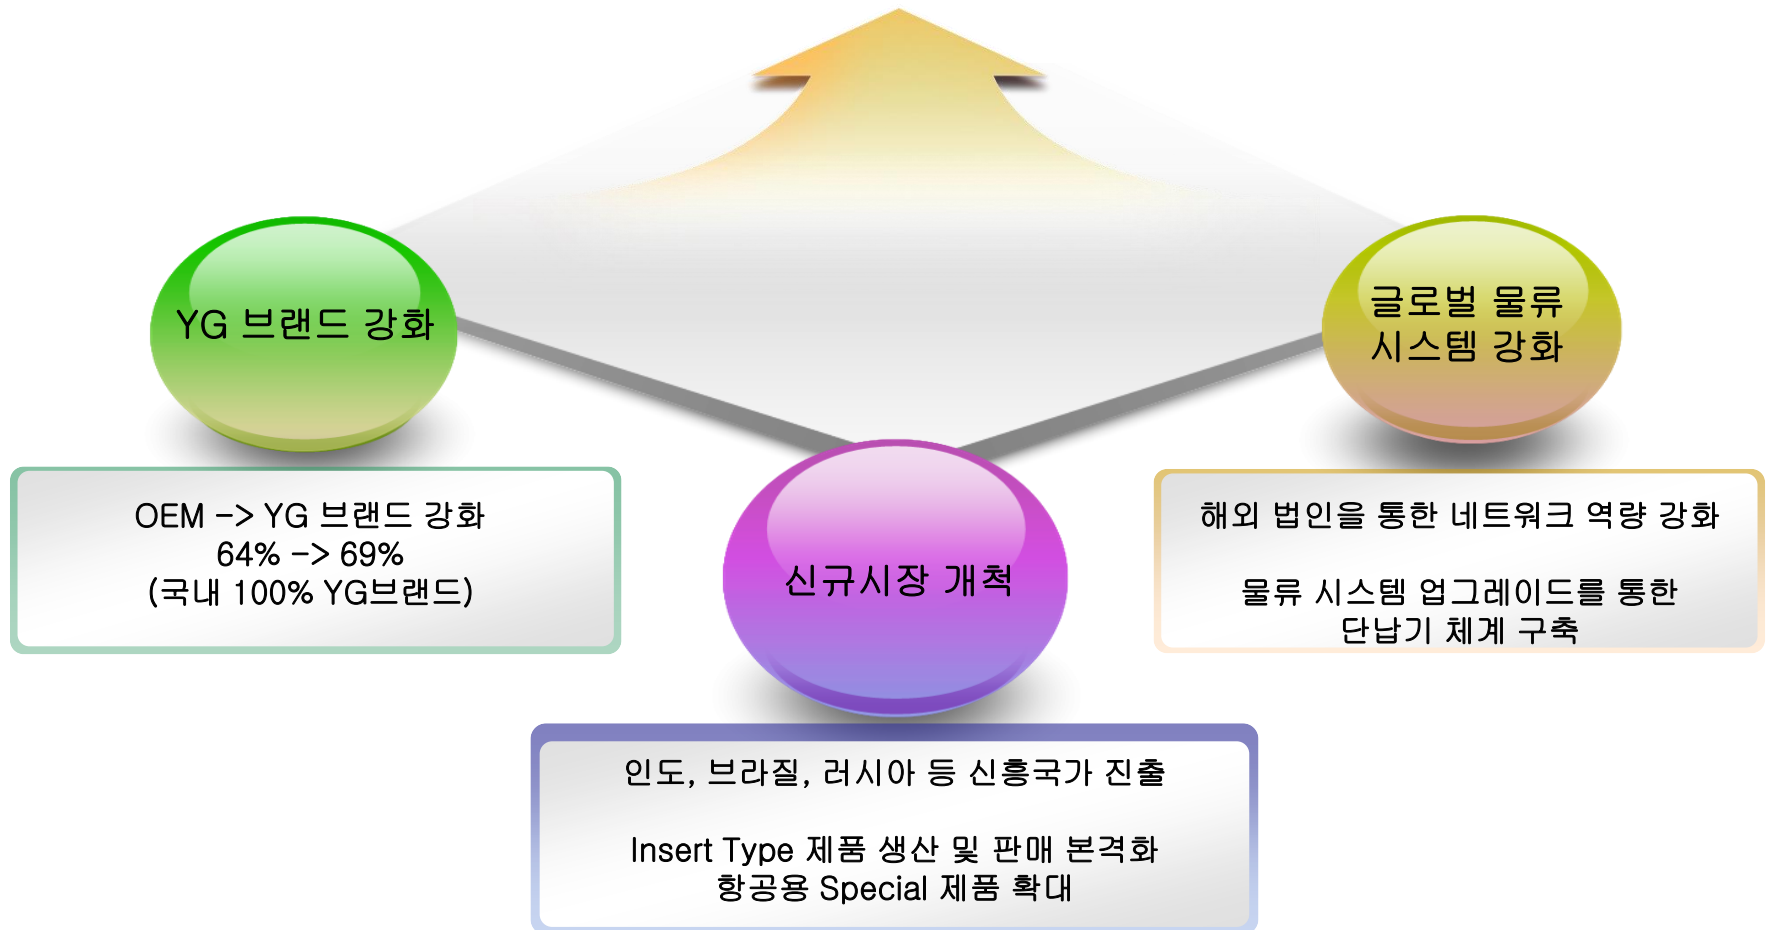 YG 브랜드 강화
글로벌 물류
시스템 강화
OEM -> YG 브랜드 강화
64% -> 69%
(국내 100% YG브랜드)
신규시장 개척
해외 법인을 통한 네트워크 역량 강화
물류 시스템 업그레이드를 통한
단납기 체계 구축
인도, 브라질, 러시아 등 신흥국가 진출
Insert Type 제품 생산 및 판매 본격화
항공용 Special 제품 확대